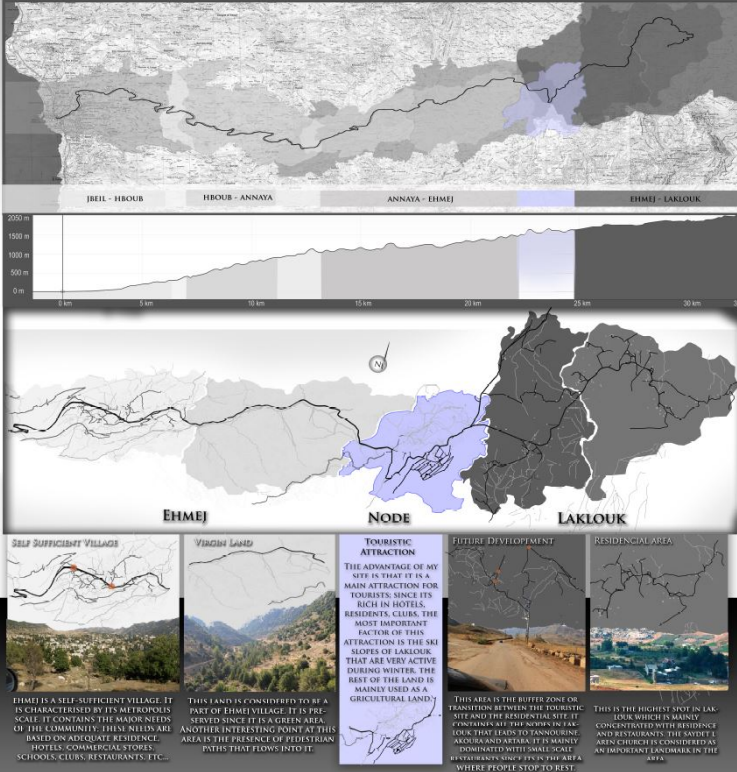 JBEIL - HBOUB
HBOUB - ANNAYA
ANNAYA - EHMEJ
EHMEJ - LAKLOUK
2050 m
1500 m
1000 m
500 m
0 m
0 km
5 km
10 km
15 km
20 km
25 km
30 km
N
EHMEJ
NODE
LAKLOUK
SELF SUFFICIENT VILLAGE
EHMEJ IS A SELF-SUFFICIENT VILLAGE. IT
IS CHARACTERISED BY ITS METROPOLIS
SCALE. IT CONTAINS THE MAJOR NEEDS
OF THE COMMUNITY. THESE NEEDS ARE
BASED ON ADEQUATE RESIDENCE,
HOTELS, COMMERCIAL STORES,
SCHOOLS, CLUBS, RESTAURANTS, ETC...
VIRGIN LAND
THIS LAND IS CONSIDERED TO BE A
PART OF EHMEJ VILLAGE. IT IS PRE-
SERVED SINCE IT IS A GREEN AREA.
ANOTHER INTERESTING POINT AT THIS
AREA IS THE PRESENCE OF PEDESTRIAN
PATHS THAT FLOWS INTO IT.
TOURISTIC
ATTRACTION
THE ADVANTAGE OF MY
SITE IS THAT IT IS A
MAIN ATTRACTION FOR
TOURISTS; SINCE ITS
RICH IN HOTELS,
RESIDENTS, CLUBS, THE
MOST IMPORTANT
FACTOR OF THIS
ATTRACTION IS THE SKI
SLOPES OF LAKLOUK
THAT ARE VERY ACTIVE
DURING WINTER. THE
REST OF THE LAND IS
MAINLY USED AS A
GRICULTURAL LAND.
FUTURE DEVELOPEMENT
THIS AREA IS THE BUFFER ZONE OR
TRANSITION BETWEEN THE TOURISTIC
SITE AND THE RESIDENTIAL SITE. IT
CONTAINS ALL THE NODES IN LAK-
LOUK THAT LEADS TO TANNOURINE,
AKOURA AND ARTABA. IT IS MAINLY
DOMINATED WITH SMALL SCALE
RESTAURANTS SINCE ITS IS THE AREA
WHERE PEOPLE STOP TO REST
RESIDENCIAL AREA
THIS IS THE HIGHEST SPOT IN LAK-
LOUK WHICH IS MAINLY
CONCENTRATED WITH RESIDENCE
AND RESTAURANTS. THE SAYDET L
AREN CHURCH IS CONSIDERED AS
AN IMPORTANT LANDMARK IN THE
AREA